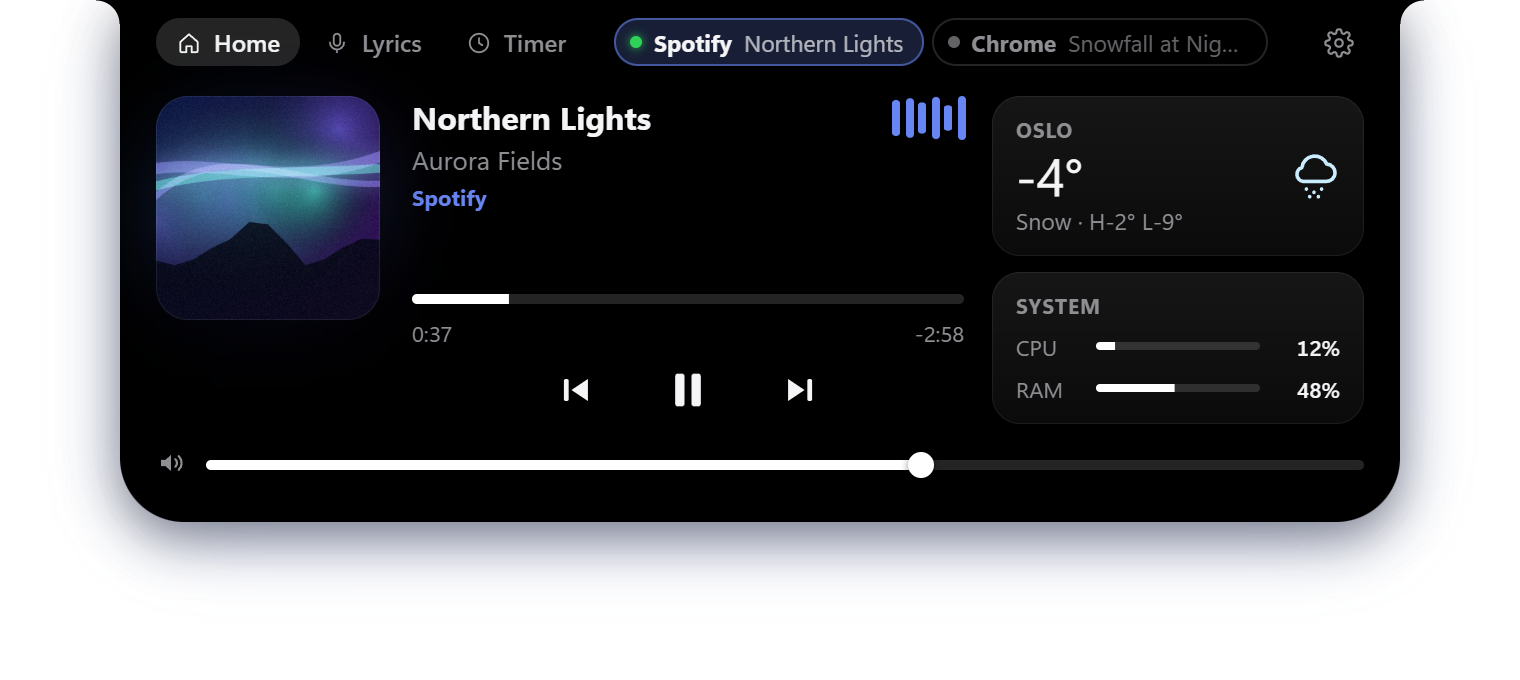 Home Lyrics Timer Spotify Northern Lights Chrome Snowfall at Nig...
Northern Lights
Aurora Fields
Spotify
0:37 -2:58
OSLO
-4°
Snow · H-2° L-9°
SYSTEM
CPU 12%
RAM 48%